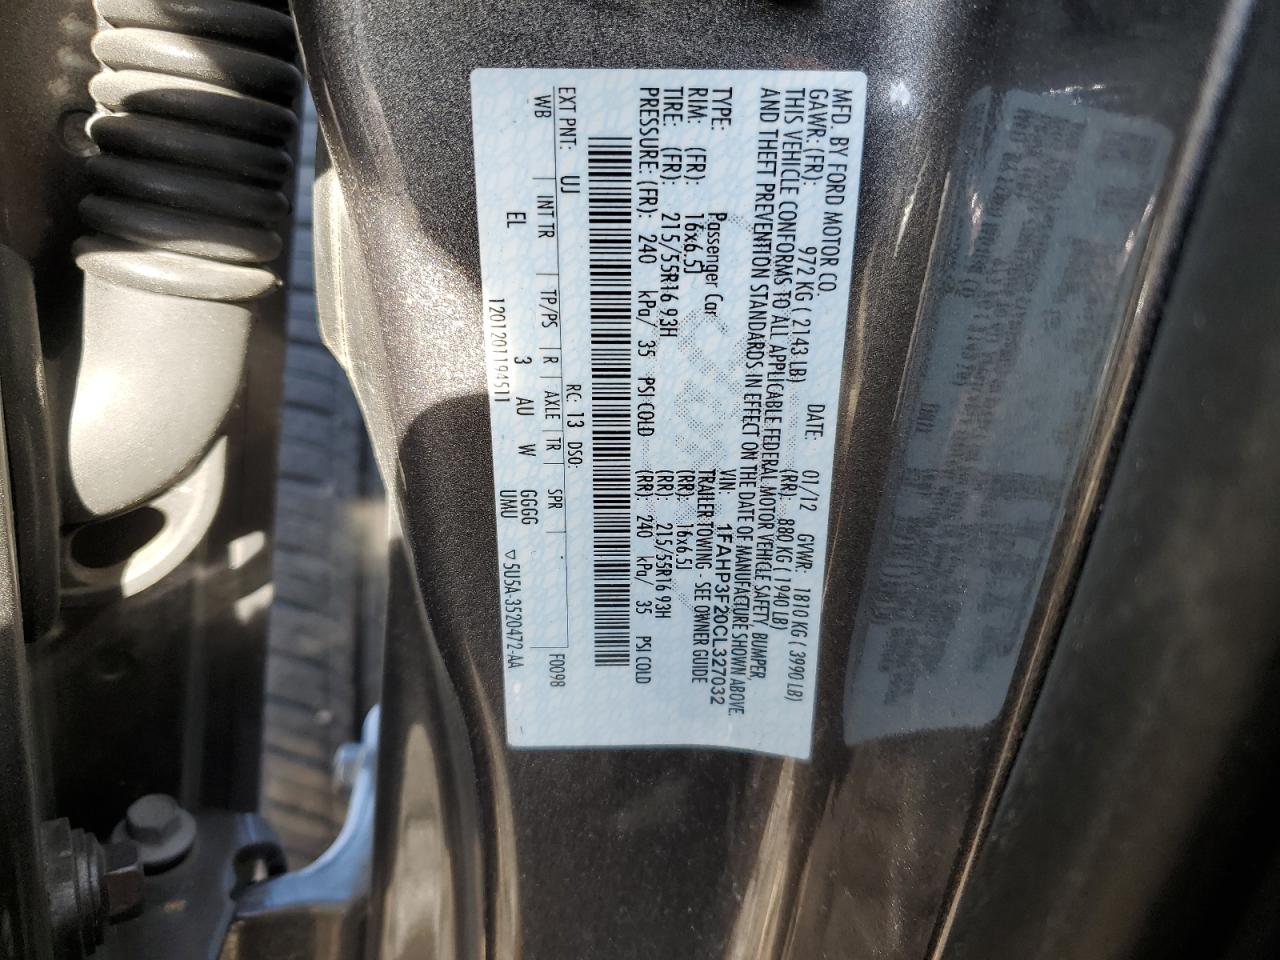 MFD. BY FORD MOTOR CO.
DATE: 01/12 GVWR: 1810 KG ( 3990 LB)
GAWR: (FR): 972 KG ( 2143 LB) (RR): 880 KG ( 1940 LB)
THIS VEHICLE CONFORMS TO ALL APPLICABLE FEDERAL MOTOR VEHICLE SAFETY, BUMPER,
AND THEFT PREVENTION STANDARDS IN EFFECT ON THE DATE OF MANUFACTURE SHOWN ABOVE.
VIN: 1FAHP3F20CL327032
TYPE: Passenger Car TRAILER TOWING - SEE OWNER GUIDE
RIM: (FR): 16x6.5J (RR): 16x6.5J
TIRE: (FR): 215/55R16 93H (RR): 215/55R16 93H
PRESSURE: (FR): 240 kPa/ 35 PSI COLD (RR): 240 kPa/ 35 PSI COLD
EXT PNT: UJ RC: 13 DSO: F0098
WB INT TR TP/PS R AXLE TR SPR
EL 3 AU W GGGG
UMU
1201201194511 ▽5U5A-3520472-AA